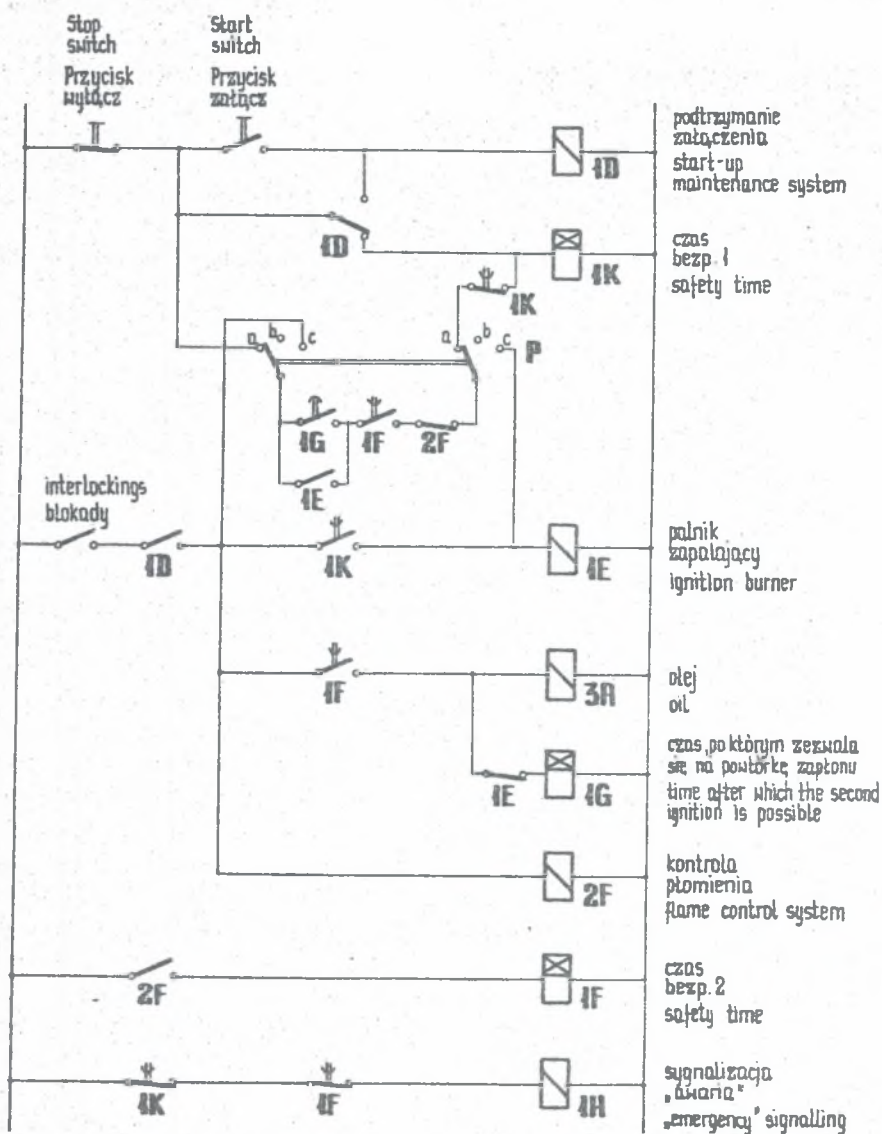 Stop
switch
Przycisk
wyłącz
Start
switch
Przycisk
załącz
podtrzymanie
załączenia
start-up
maintenance system
1D
1D
czas
bezp. 1
safety time
1K
1K
a
b
c
a
b
c
P
1G
1F
2F
1E
interlockings
blokady
1D
1K
1E
palnik
zapalający
ignition burner
1F
3A
olej
oil
1E
1G
czas, po którym zezwala
się na powtórkę zapłonu
time after which the second
ignition is possible
2F
kontrola
płomienia
flame control system
2F
1F
czas
bezp. 2
safety time
1K
1F
1H
sygnalizacja
„awaria"
„emergency" signalling